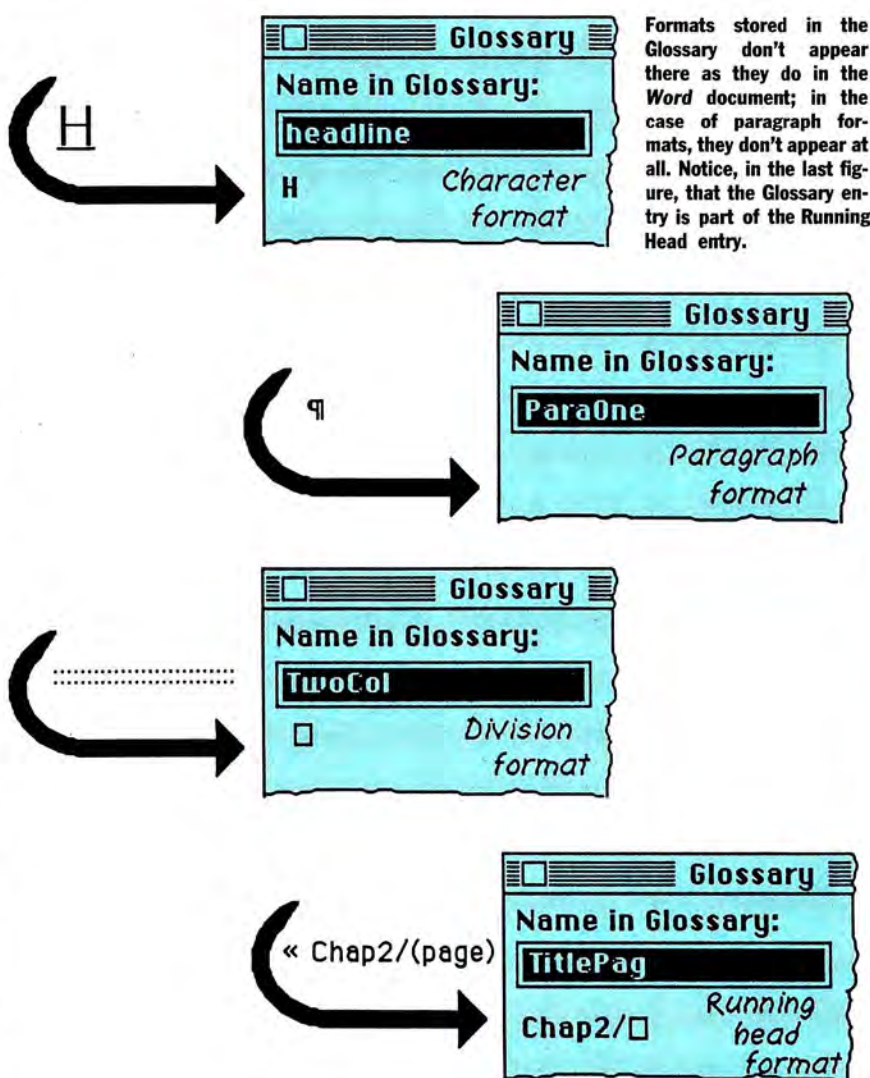 Glossary
Name in Glossary:
headline
H
H
Character
format
Formats stored in the
Glossary don't appear
there as they do in the
Word document; in the
case of paragraph for-
mats, they don't appear at
all. Notice, in the last fig-
ure, that the Glossary en-
try is part of the Running
Head entry.
¶
Glossary
Name in Glossary:
ParaOne
Paragraph
format
Glossary
Name in Glossary:
TwoCol
Division
format
« Chap2/(page)
Glossary
Name in Glossary:
TitlePag
Chap2/□
Running
head
format